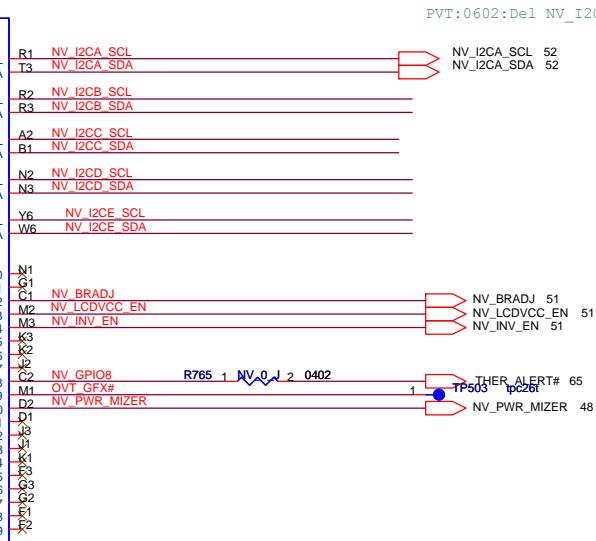 PVT:0602:Del NV_I2
R1 NV_I2CA_SCL NV_I2CA_SCL 52
T3 NV_I2CA_SDA NV_I2CA_SDA 52
R2 NV_I2CB_SCL
R3 NV_I2CB_SDA
A2 NV_I2CC_SCL
B1 NV_I2CC_SDA
N2 NV_I2CD_SCL
N3 NV_I2CD_SDA
Y6 NV_I2CE_SCL
W6 NV_I2CE_SDA
N1
G1
C1 NV_BRADJ NV_BRADJ 51
M2 NV_LCDVCC_EN NV_LCDVCC_EN 51
M3 NV_INV_EN NV_INV_EN 51
K3
K2
J2
C2 NV_GPIO8 R765 1 NV_0_J 2 0402 THER_ALERT# 65
M1 OVT_GFX# 1 TP503 tpc26t
D2 NV_PWR_MIZER NV_PWR_MIZER 48
D1
J3
J1
K1
F3
G3
G2
F1
F2